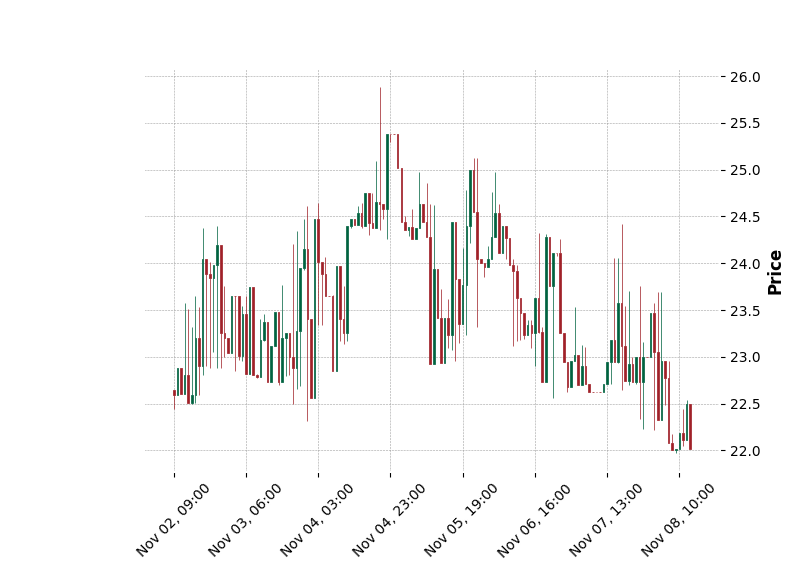 26.0
25.5
25.0
24.5
24.0
23.5
23.0
22.5
22.0
Price
Nov 02, 09:00
Nov 03, 06:00
Nov 04, 03:00
Nov 04, 23:00
Nov 05, 19:00
Nov 06, 16:00
Nov 07, 13:00
Nov 08, 10:00